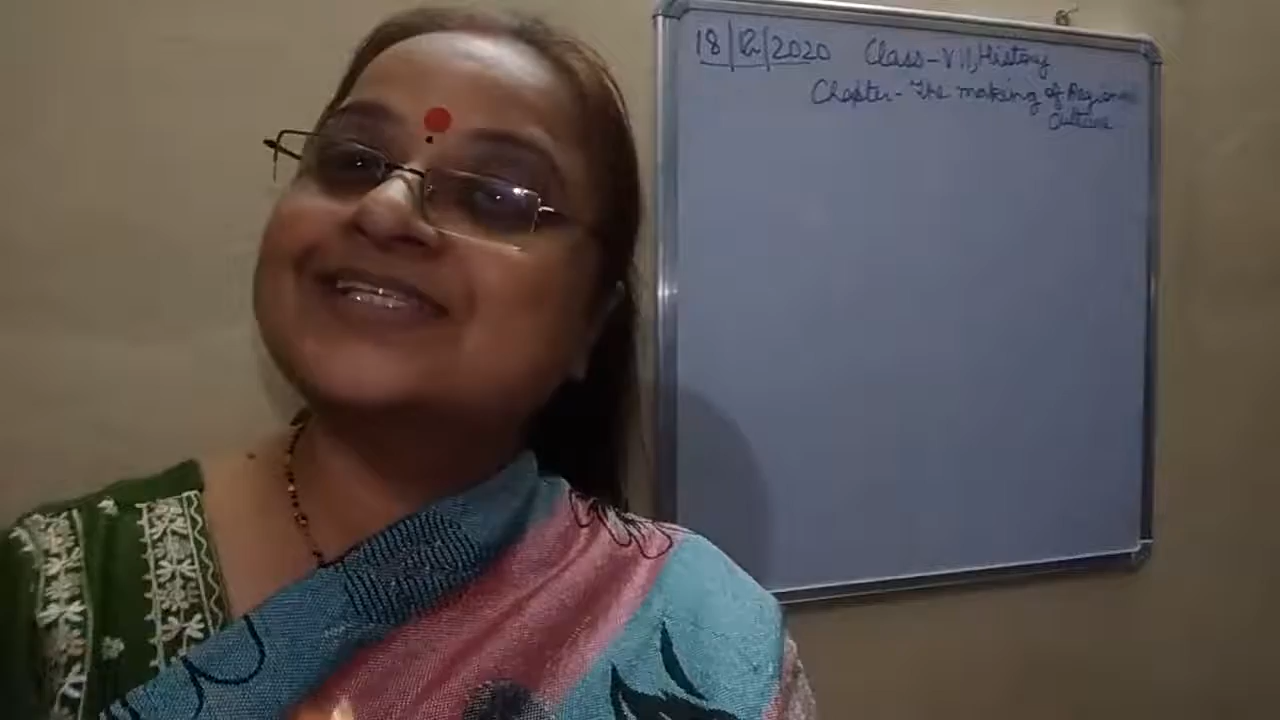 18/12/2020 Class-VII, History
Chapter- The making of Regional
Culture